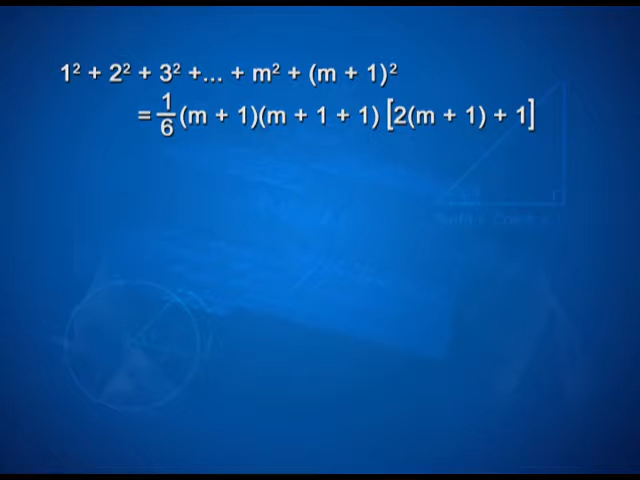 1² + 2² + 3² +... + m² + (m + 1)²
= 1/6 (m + 1)(m + 1 + 1) [2(m + 1) + 1]